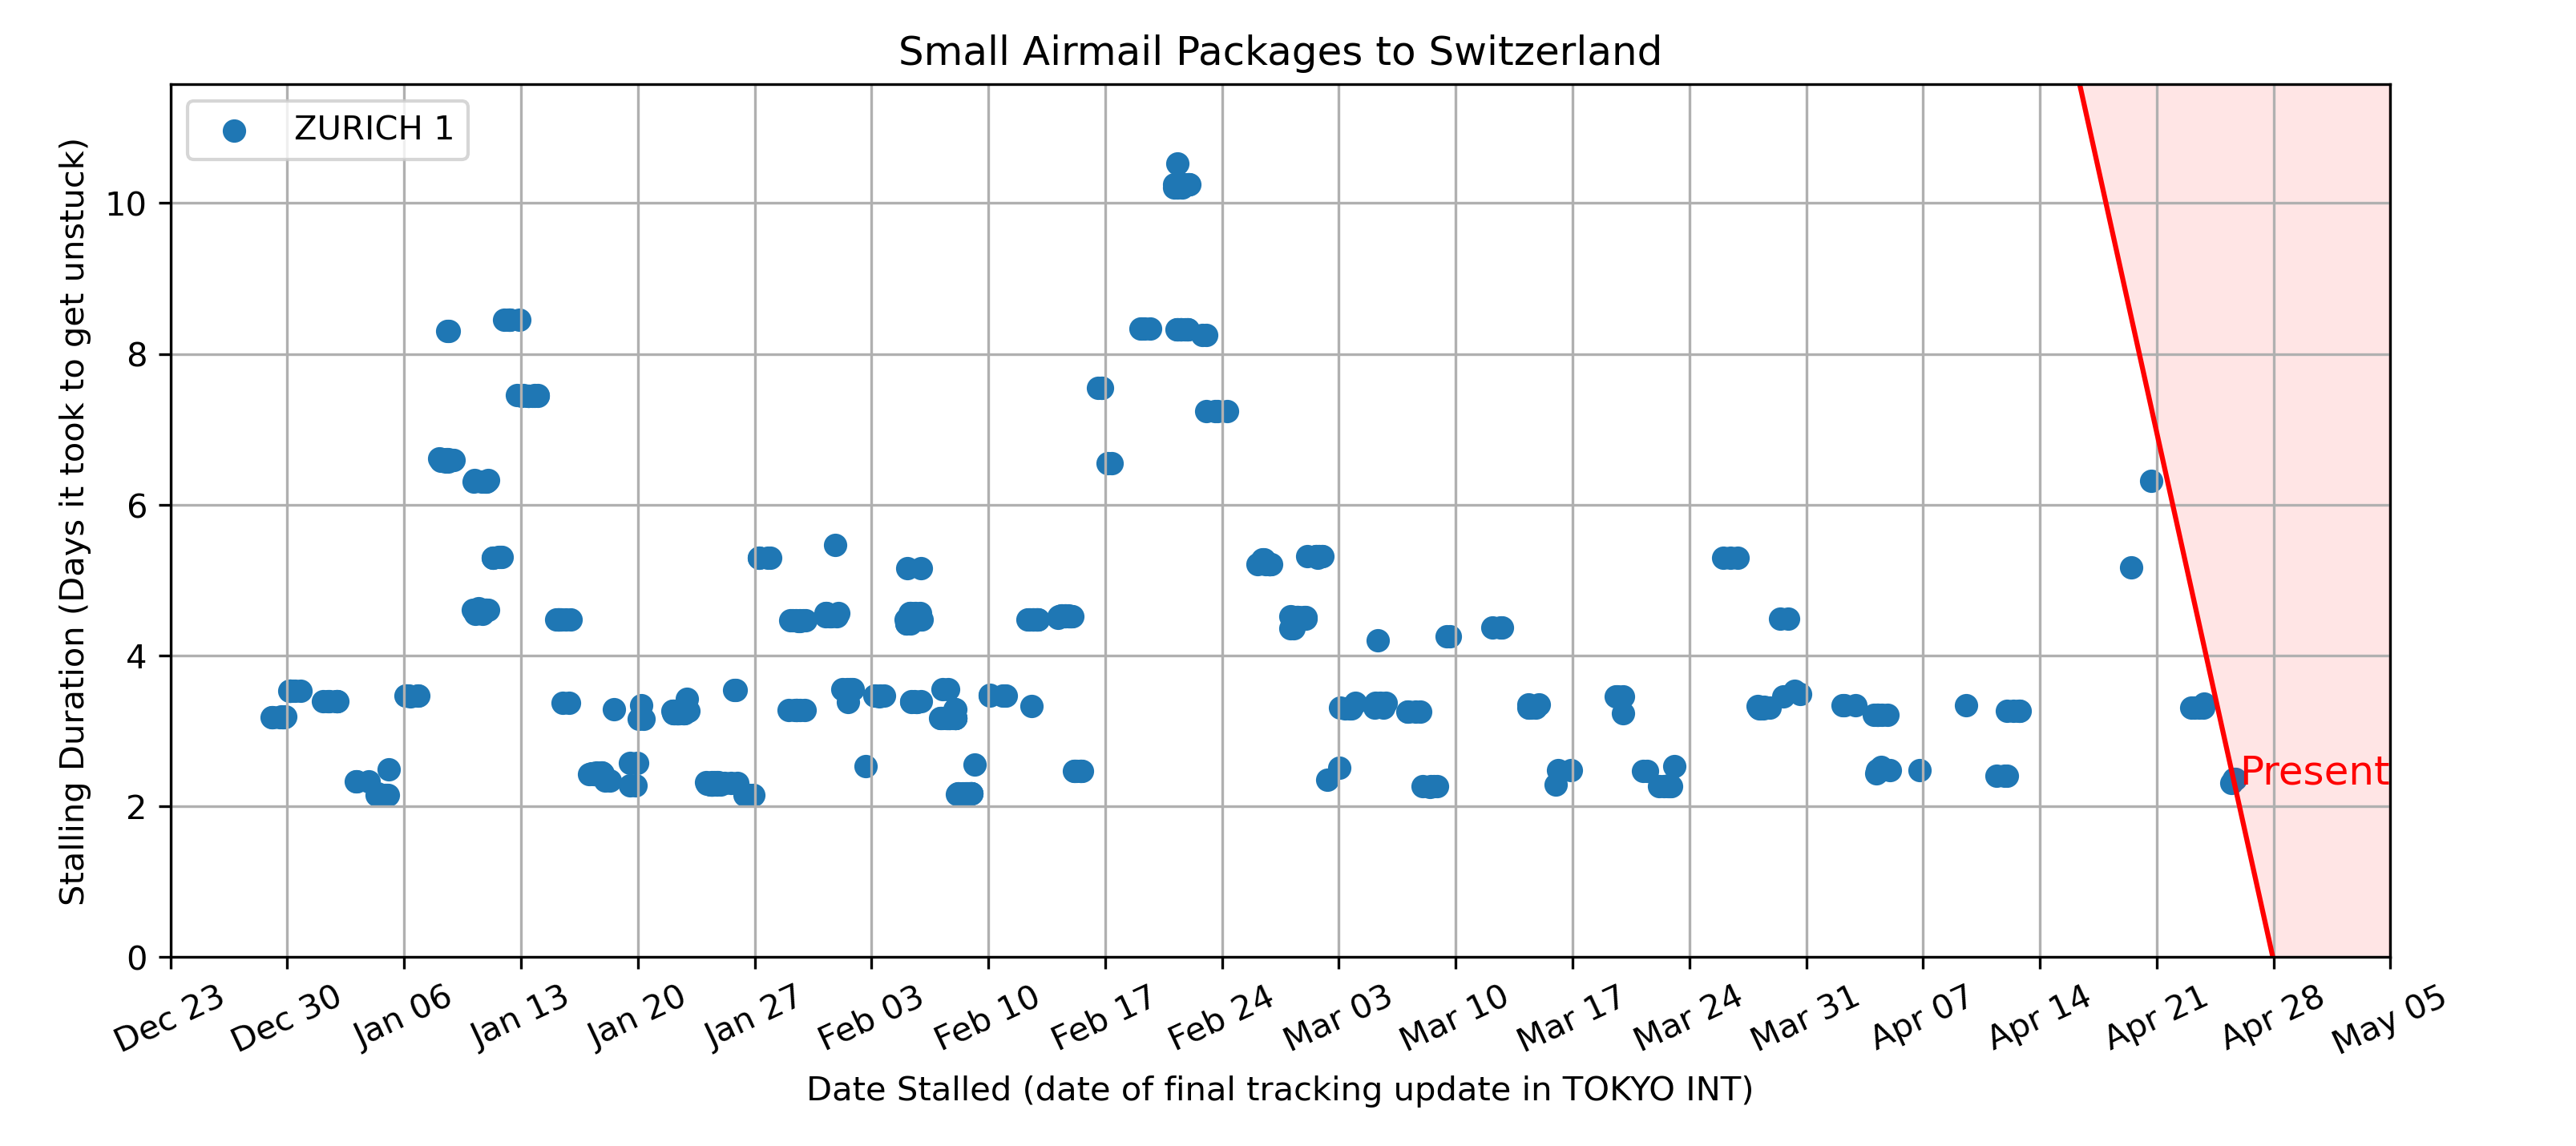 Small Airmail Packages to Switzerland
ZURICH 1
Stalling Duration (Days it took to get unstuck)
10
8
6
4
2
0
Present
Dec 23
Dec 30
Jan 06
Jan 13
Jan 20
Jan 27
Feb 03
Feb 10
Feb 17
Feb 24
Mar 03
Mar 10
Mar 17
Mar 24
Mar 31
Apr 07
Apr 14
Apr 21
Apr 28
May 05
Date Stalled (date of final tracking update in TOKYO INT)